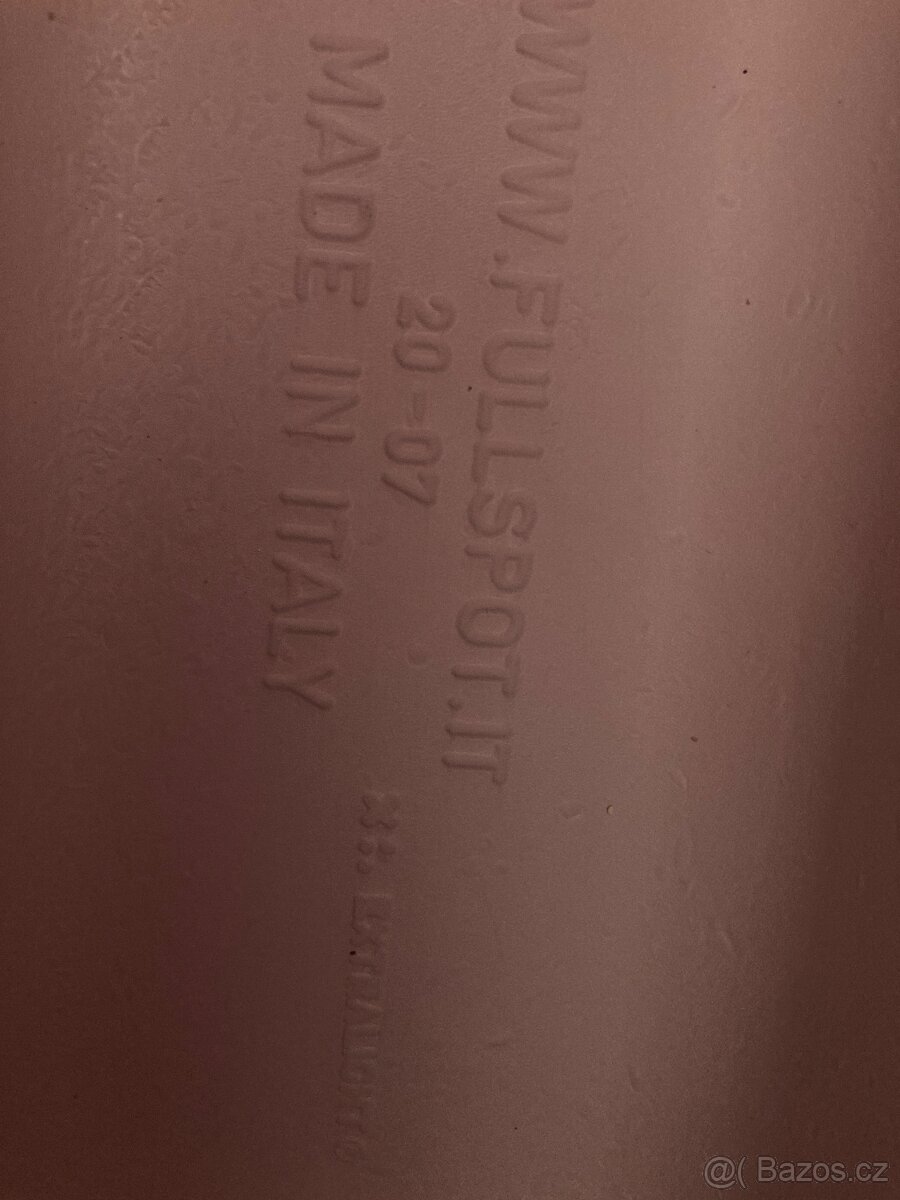 WWW.FULLSPOT.IT
20-07
MADE IN ITALY
@( Bazos.cz